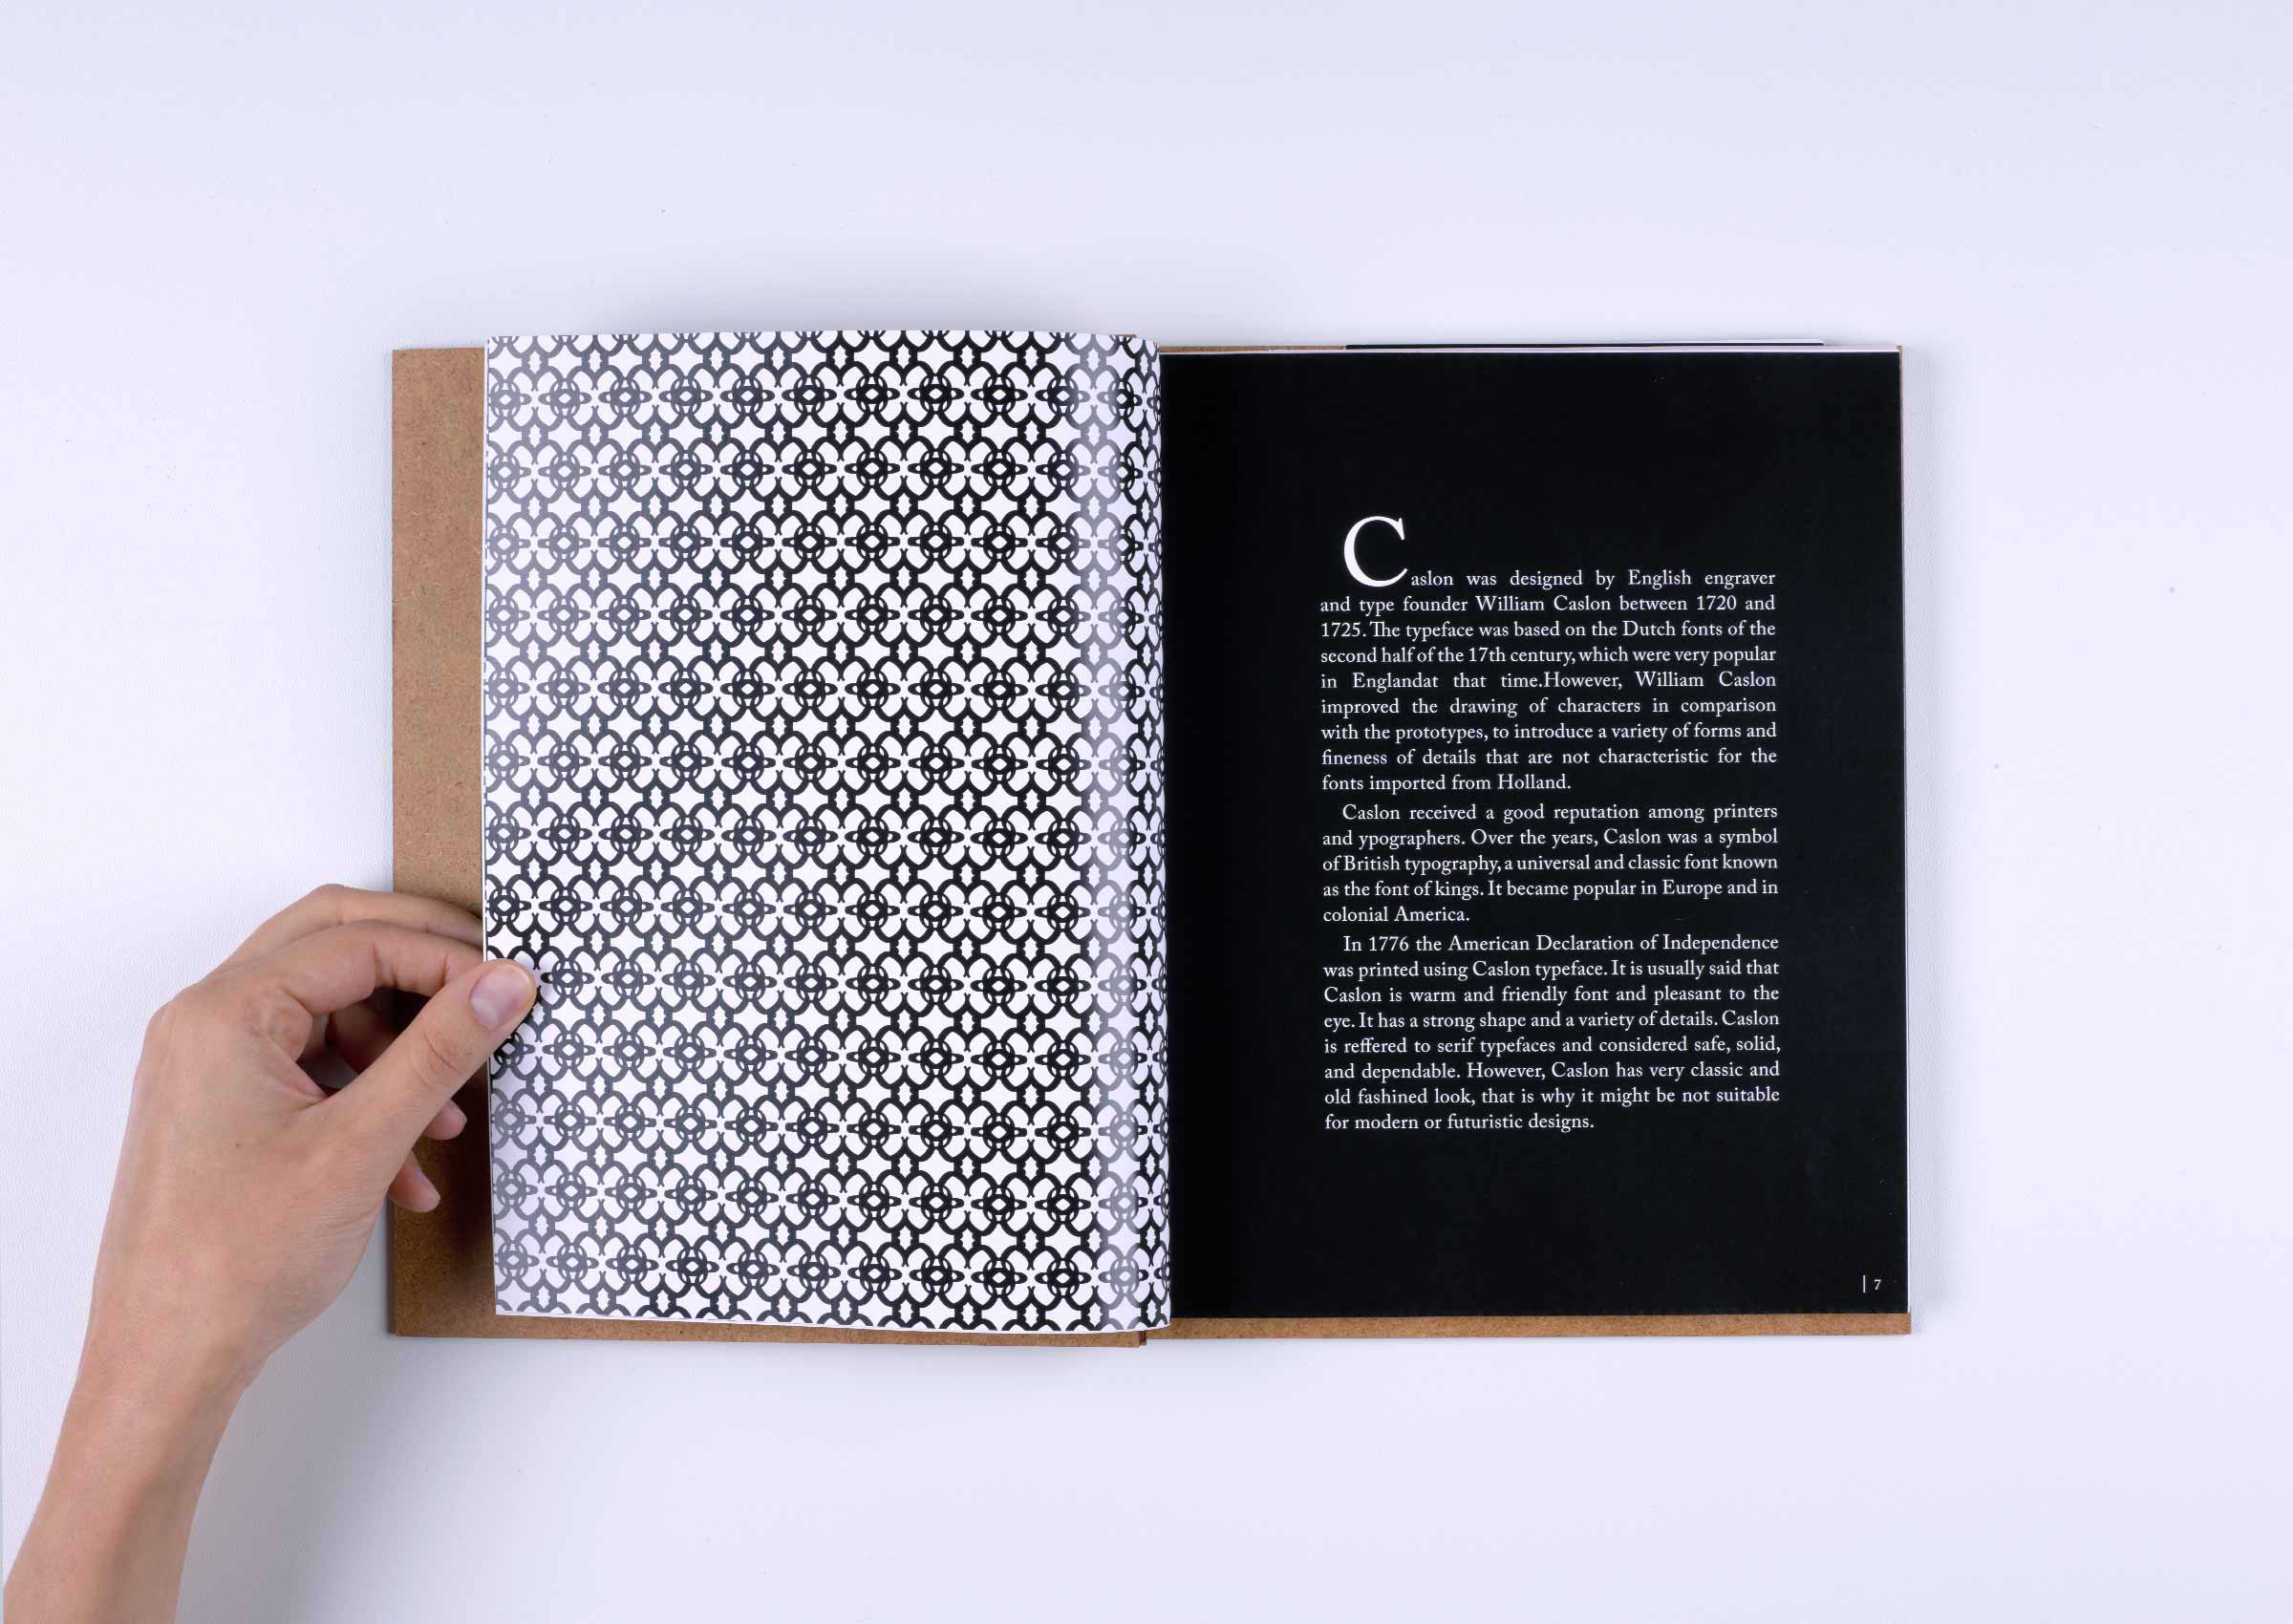 Caslon was designed by English engraver
and type founder William Caslon between 1720 and
1725. The typeface was based on the Dutch fonts of the
second half of the 17th century, which were very popular
in Englandat that time.However, William Caslon
improved the drawing of characters in comparison
with the prototypes, to introduce a variety of forms and
fineness of details that are not characteristic for the
fonts imported from Holland.
Caslon received a good reputation among printers
and ypographers. Over the years, Caslon was a symbol
of British typography, a universal and classic font known
as the font of kings. It became popular in Europe and in
colonial America.
In 1776 the American Declaration of Independence
was printed using Caslon typeface. It is usually said that
Caslon is warm and friendly font and pleasant to the
eye. It has a strong shape and a variety of details. Caslon
is reffered to serif typefaces and considered safe, solid,
and dependable. However, Caslon has very classic and
old fashined look, that is why it might be not suitable
for modern or futuristic designs.
| 7